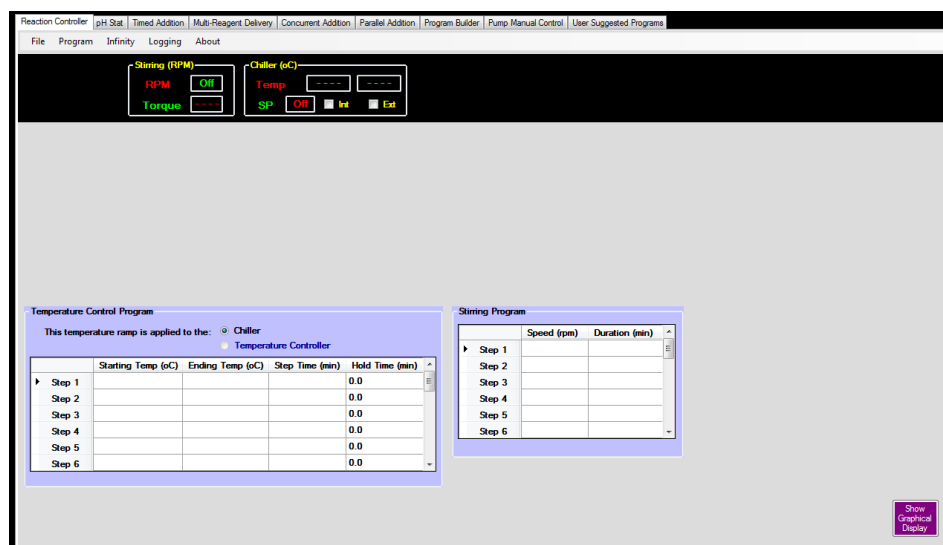 Reaction Controller pH Stat Timed Addition Multi-Reagent Delivery Concurrent Addition Parallel Addition Program Builder Pump Manual Control User Suggested Programs
File Program Infinity Logging About
Stirring (RPM) Chiller (oC)
RPM Off Temp ---- ----
Torque ---- SP Off Int Ext
Temperature Control Program
This temperature ramp is applied to the: Chiller
Temperature Controller
Starting Temp (oC) Ending Temp (oC) Step Time (min) Hold Time (min)
Step 1 0.0
Step 2 0.0
Step 3 0.0
Step 4 0.0
Step 5 0.0
Step 6 0.0
Stirring Program
Speed (rpm) Duration (min)
Step 1
Step 2
Step 3
Step 4
Step 5
Step 6
Show
Graphical
Display